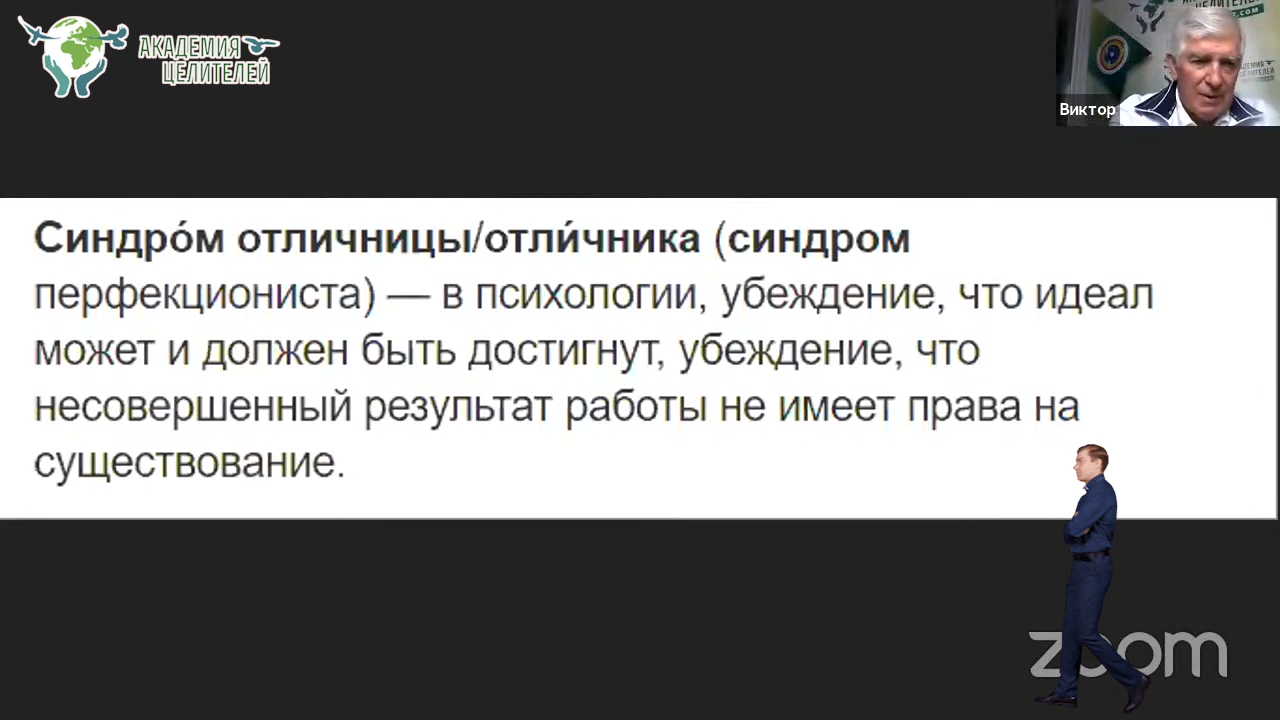 АКАДЕМИЯ
ЦЕЛИТЕЛЕЙ
Виктор
Синдро́м отличницы/отли́чника (синдром
перфекциониста) — в психологии, убеждение, что идеал
может и должен быть достигнут, убеждение, что
несовершенный результат работы не имеет права на
существование.
zoom